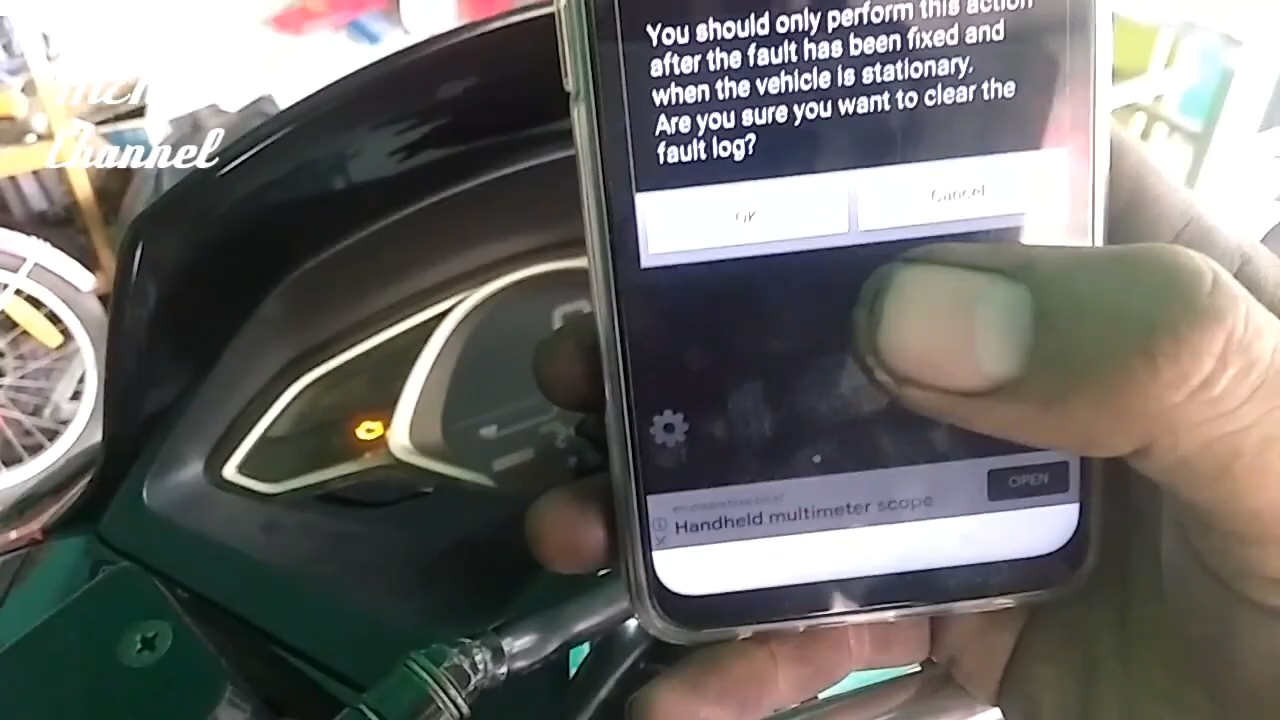 Channel
You should only perform this action
after the fault has been fixed and
when the vehicle is stationary.
Are you sure you want to clear the
fault log?
OK
Cancel
OPEN
Handheld multimeter scope